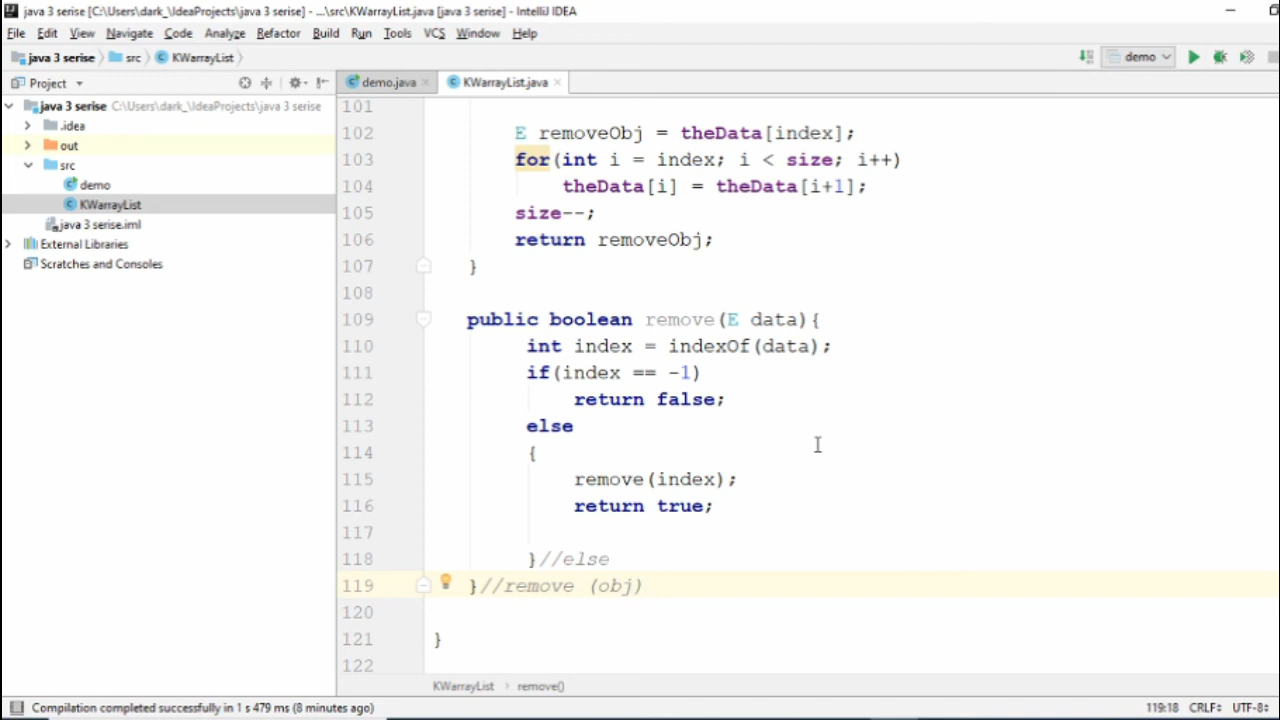 java 3 serise [C:\Users\dark_\IdeaProjects\java 3 serise] - ...\src\KWarrayList.java [java 3 serise] - IntelliJ IDEA
File Edit View Navigate Code Analyze Refactor Build Run Tools VCS Window Help
java 3 serise src KWarrayList demo
Project demo.java KWarrayList.java
java 3 serise C:\Users\dark_\IdeaProjects\java 3 serise
.idea
out
src
demo
KWarrayList
java 3 serise.iml
External Libraries
Scratches and Consoles
101
102 E removeObj = theData[index];
103 for(int i = index; i < size; i++)
104 theData[i] = theData[i+1];
105 size--;
106 return removeObj;
107 }
108
109 public boolean remove(E data){
110 int index = indexOf(data);
111 if(index == -1)
112 return false;
113 else
114 {
115 remove(index);
116 return true;
117
118 }//else
119 }//remove (obj)
120
121 }
122
KWarrayList remove()
Compilation completed successfully in 1 s 479 ms (8 minutes ago) 119:18 CRLF UTF-8